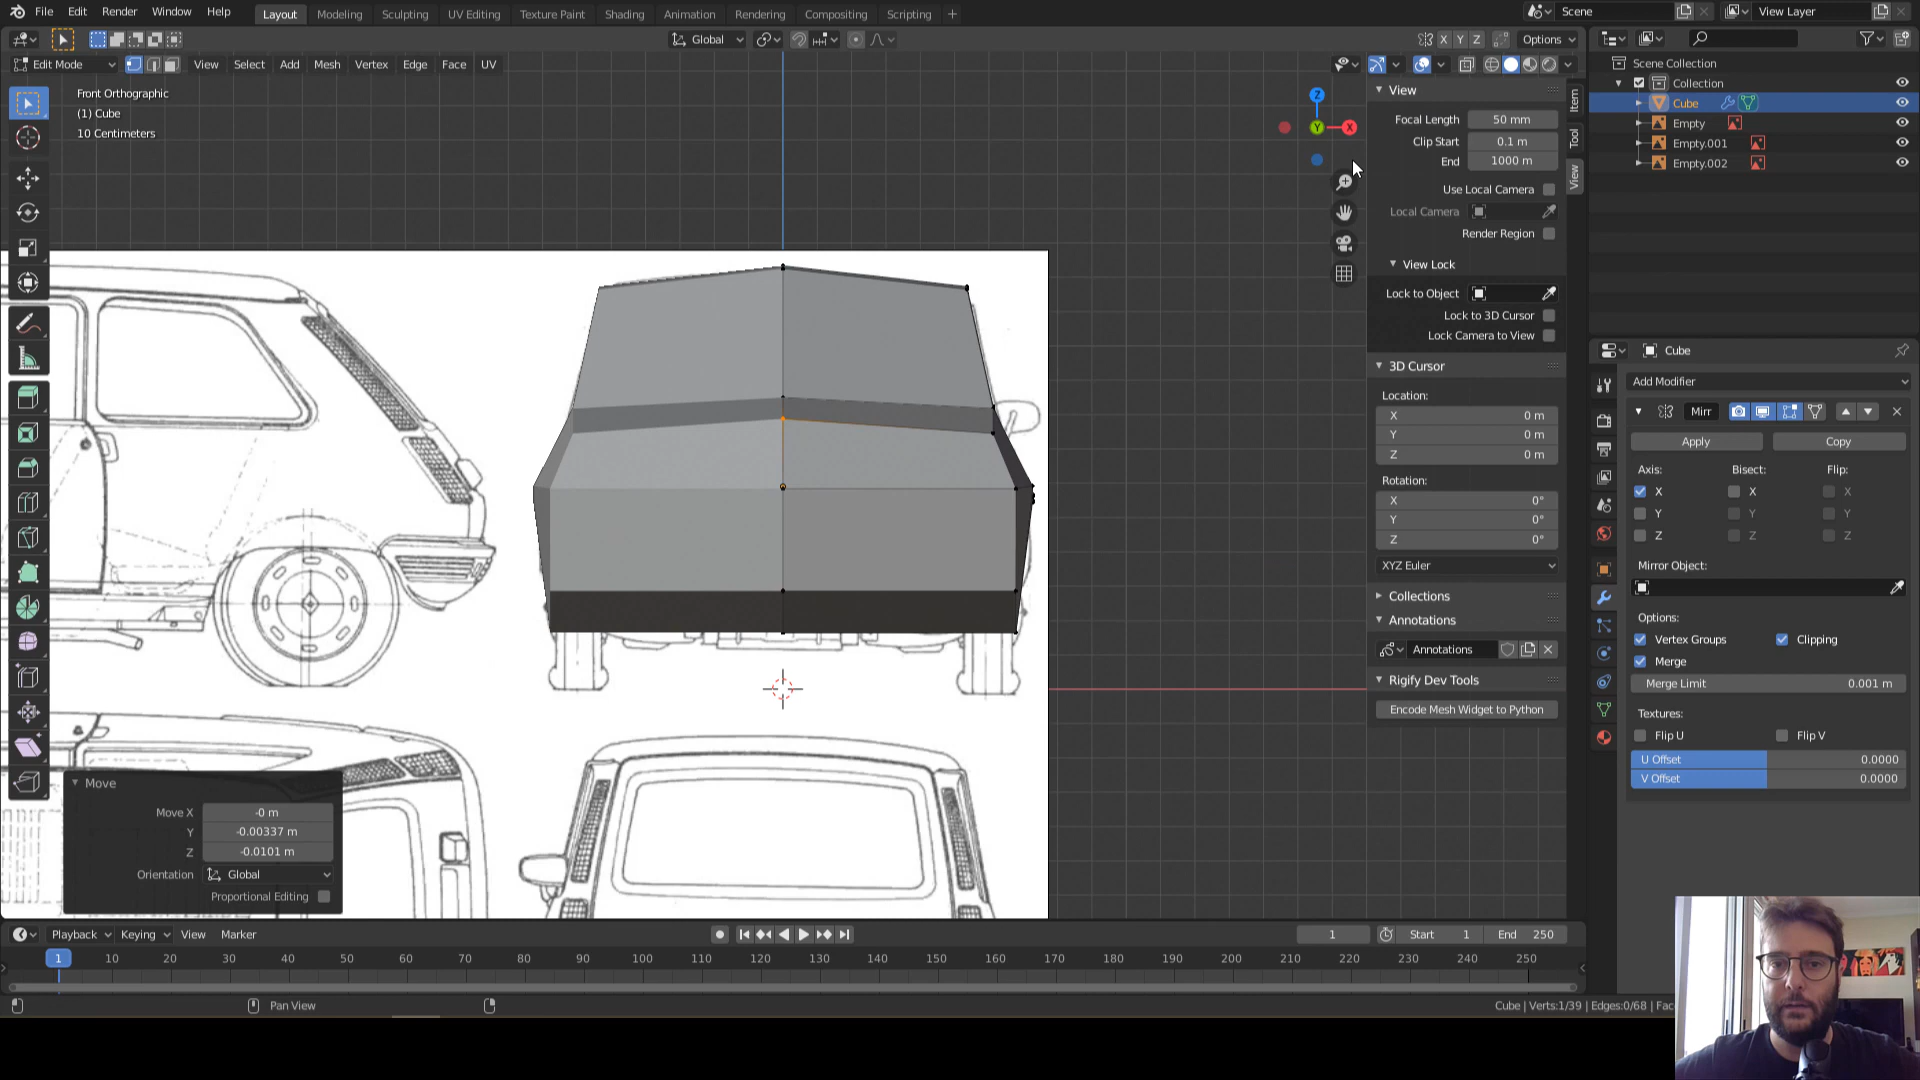 File Edit Render Window Help Layout Modeling Sculpting UV Editing Texture Paint Shading Animation Rendering Compositing Scripting + Scene View Layer
Global X Y Z Options
Edit Mode View Select Add Mesh Vertex Edge Face UV
Front Orthographic
(1) Cube
10 Centimeters
Z
Y
X
View
Focal Length 50 mm
Clip Start 0.1 m
End 1000 m
Use Local Camera
Local Camera
Render Region
View Lock
Lock to Object
Lock to 3D Cursor
Lock Camera to View
3D Cursor
Location:
X 0 m
Y 0 m
Z 0 m
Rotation:
X 0°
Y 0°
Z 0°
XYZ Euler
Collections
Annotations
Annotations
Rigify Dev Tools
Encode Mesh Widget to Python
Item
Tool
View
Scene Collection
Collection
Cube
Empty
Empty.001
Empty.002
Cube
Add Modifier
Mirr
Apply Copy
Axis: Bisect: Flip:
X X X
Y Y Y
Z Z Z
Mirror Object:
Options:
Vertex Groups Clipping
Merge
Merge Limit 0.001 m
Textures:
Flip U Flip V
U Offset 0.0000
V Offset 0.0000
Move
Move X -0 m
Y -0.00337 m
Z -0.0101 m
Orientation Global
Proportional Editing
Playback Keying View Marker 1 Start 1 End 250
1 10 20 30 40 50 60 70 80 90 100 110 120 130 140 150 160 170 180 190 200 210 220 230 240 250
Pan View Cube | Verts:1/39 | Edges:0/68 |